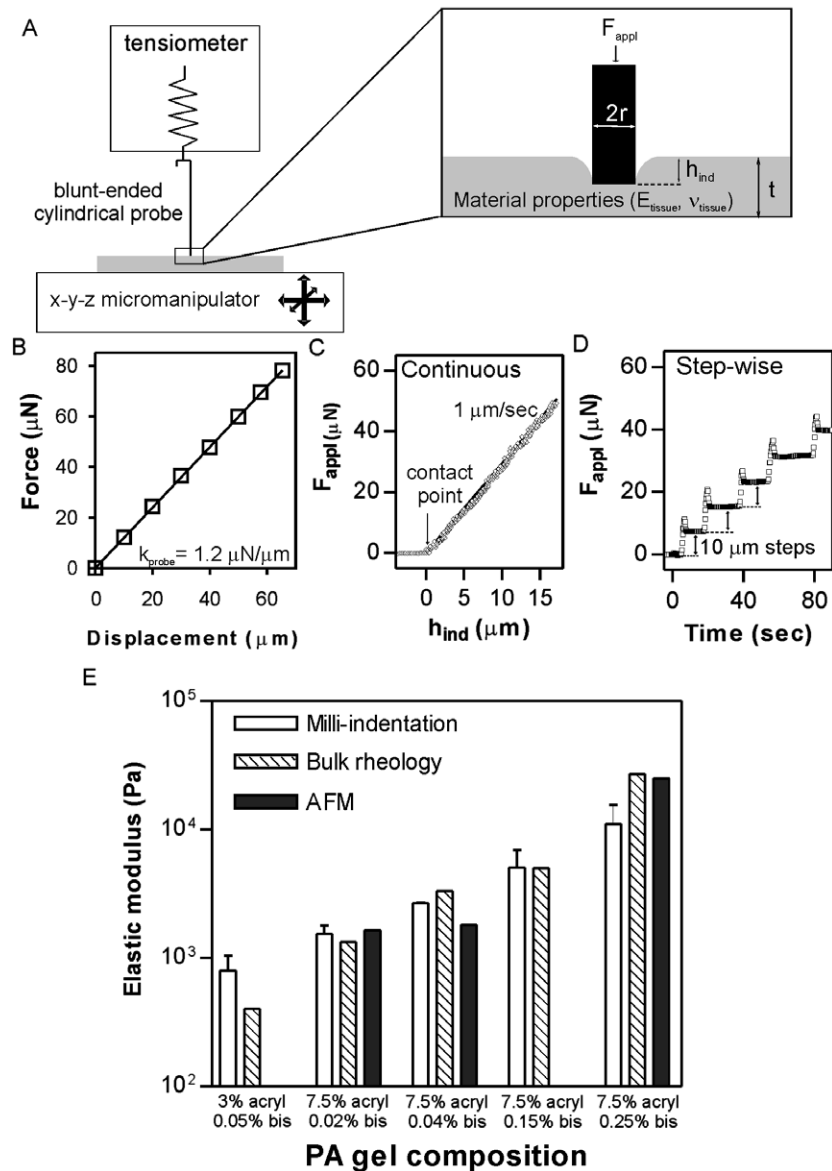 A
tensiometer
blunt-ended
cylindrical probe
x-y-z micromanipulator
F_appl
2r
h_ind
t
Material properties (E_tissue, ν_tissue)
B
80
60
40
20
0
Force (μN)
k_probe = 1.2 μN/μm
0 20 40 60
Displacement (μm)
C
Continuous
60
40
20
0
F_appl (μN)
1 μm/sec
contact
point
0 5 10 15
h_ind (μm)
D
Step-wise
60
40
20
0
F_appl (μN)
10 μm steps
0 40 80
Time (sec)
E
10^5
10^4
10^3
10^2
Elastic modulus (Pa)
Milli-indentation
Bulk rheology
AFM
3% acryl 7.5% acryl 7.5% acryl 7.5% acryl 7.5% acryl
0.05% bis 0.02% bis 0.04% bis 0.15% bis 0.25% bis
PA gel composition